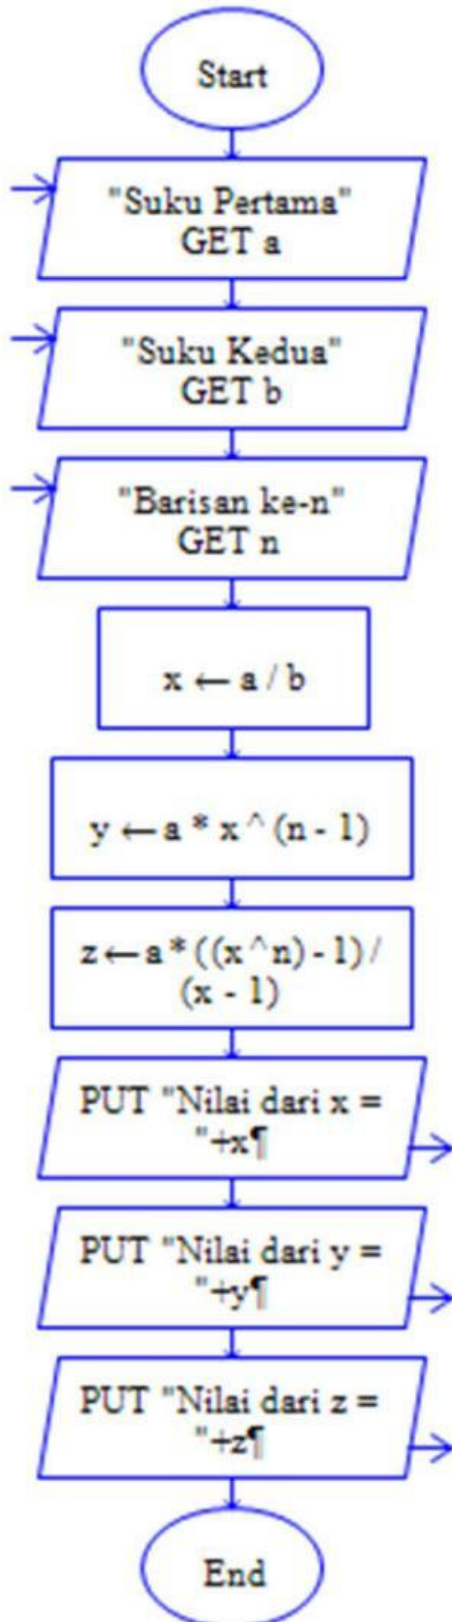 Start
"Suku Pertama"
GET a
"Suku Kedua"
GET b
"Barisan ke-n"
GET n
x ← a / b
y ← a * x ^ (n - 1)
z ← a * ((x ^ n) - 1) /
(x - 1)
PUT "Nilai dari x =
"+x¶
PUT "Nilai dari y =
"+y¶
PUT "Nilai dari z =
"+z¶
End